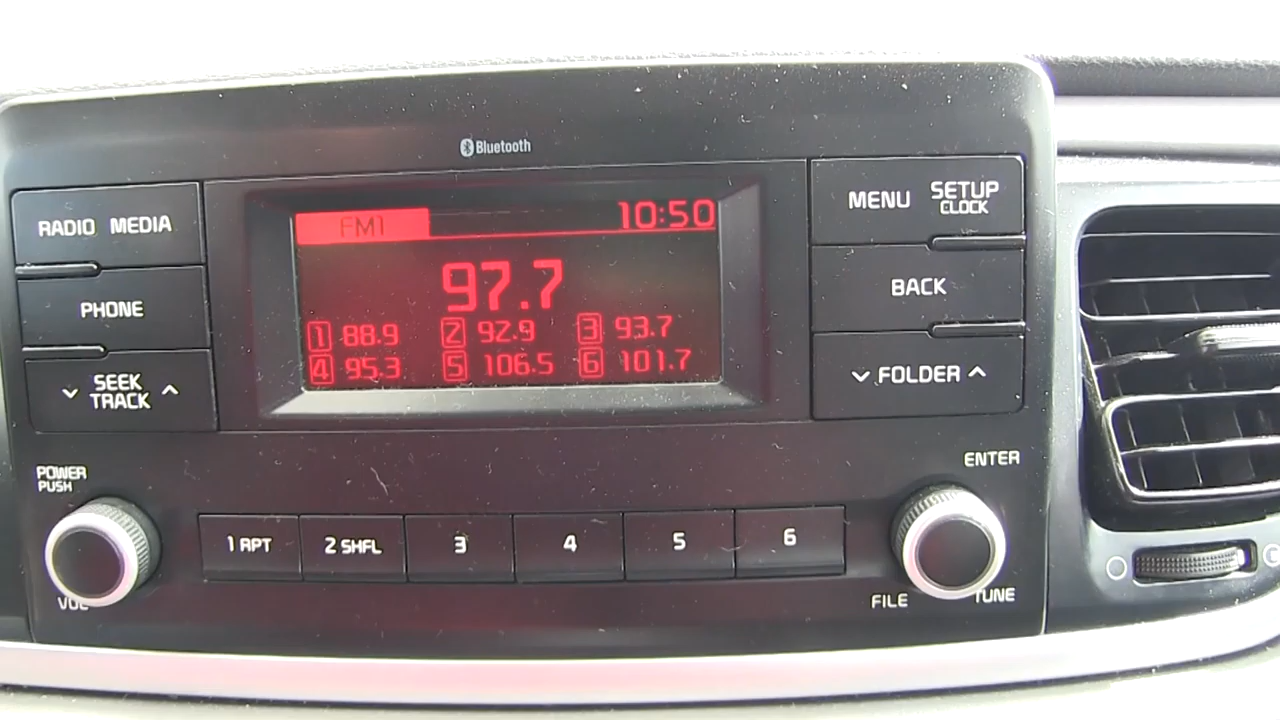 Bluetooth
RADIO MEDIA
MENU SETUP
CLOCK
FM1 10:50
97.7
1 88.9 2 92.9 3 93.7
4 95.3 5 106.5 6 101.7
PHONE
BACK
SEEK
TRACK
FOLDER
POWER
PUSH
ENTER
1 RPT 2 SHFL 3 4 5 6
VOL
FILE TUNE